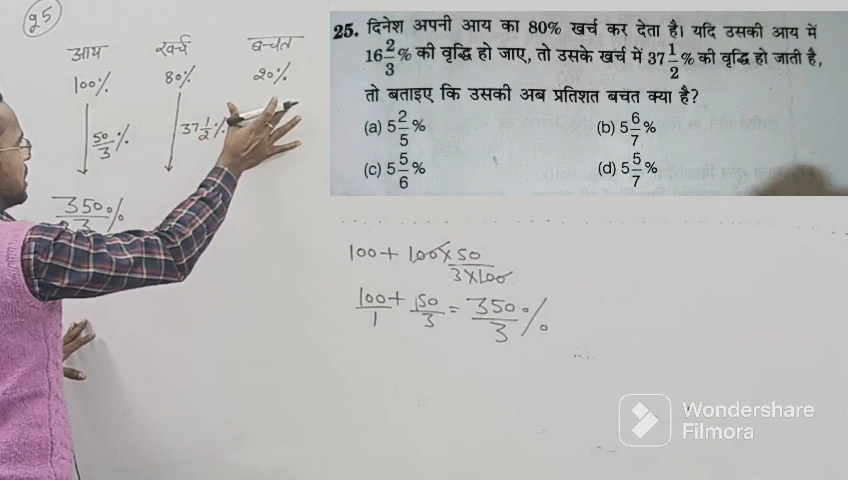 95
आय खर्च बचत
100% 80% 20%
50/3 % 37 1/2 %
350/3 %
25. दिनेश अपनी आय का 80% खर्च कर देता है। यदि उसकी आय में
16 2/3 % की वृद्धि हो जाए, तो उसके खर्च में 37 1/2 % की वृद्धि हो जाती है,
तो बताइए कि उसकी अब प्रतिशत बचत क्या है?
(a) 5 2/5 % (b) 5 6/7 %
(c) 5 5/6 % (d) 5 5/7 %
100 + 100 × 50 / 3 × 100
100/1 + 50/3 = 350/3 %
Wondershare
Filmora